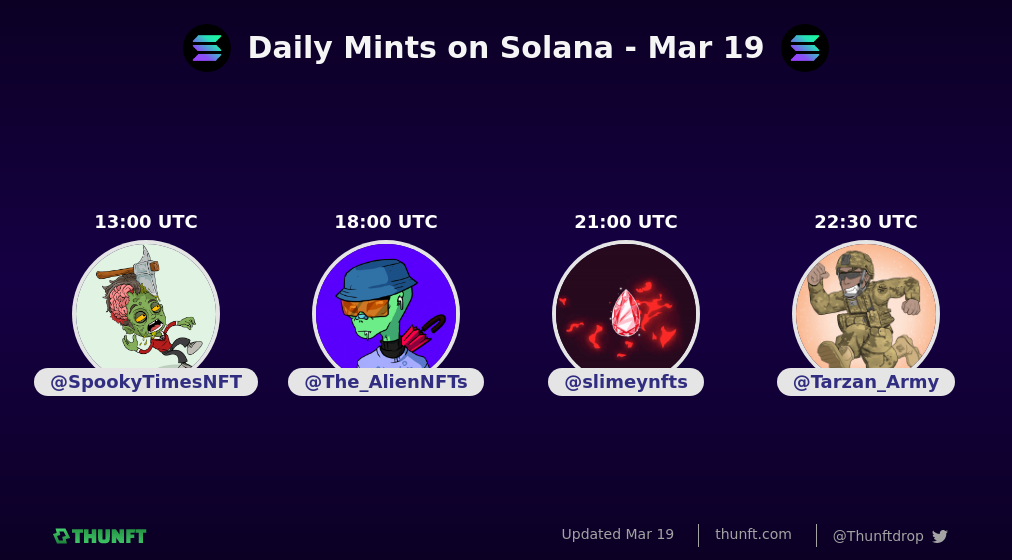 Daily Mints on Solana - Mar 19
13:00 UTC
18:00 UTC
21:00 UTC
22:30 UTC
@SpookyTimesNFT
@The_AlienNFTs
@slimeynfts
@Tarzan_Army
THUNFT
Updated Mar 19
thunft.com
@Thunftdrop